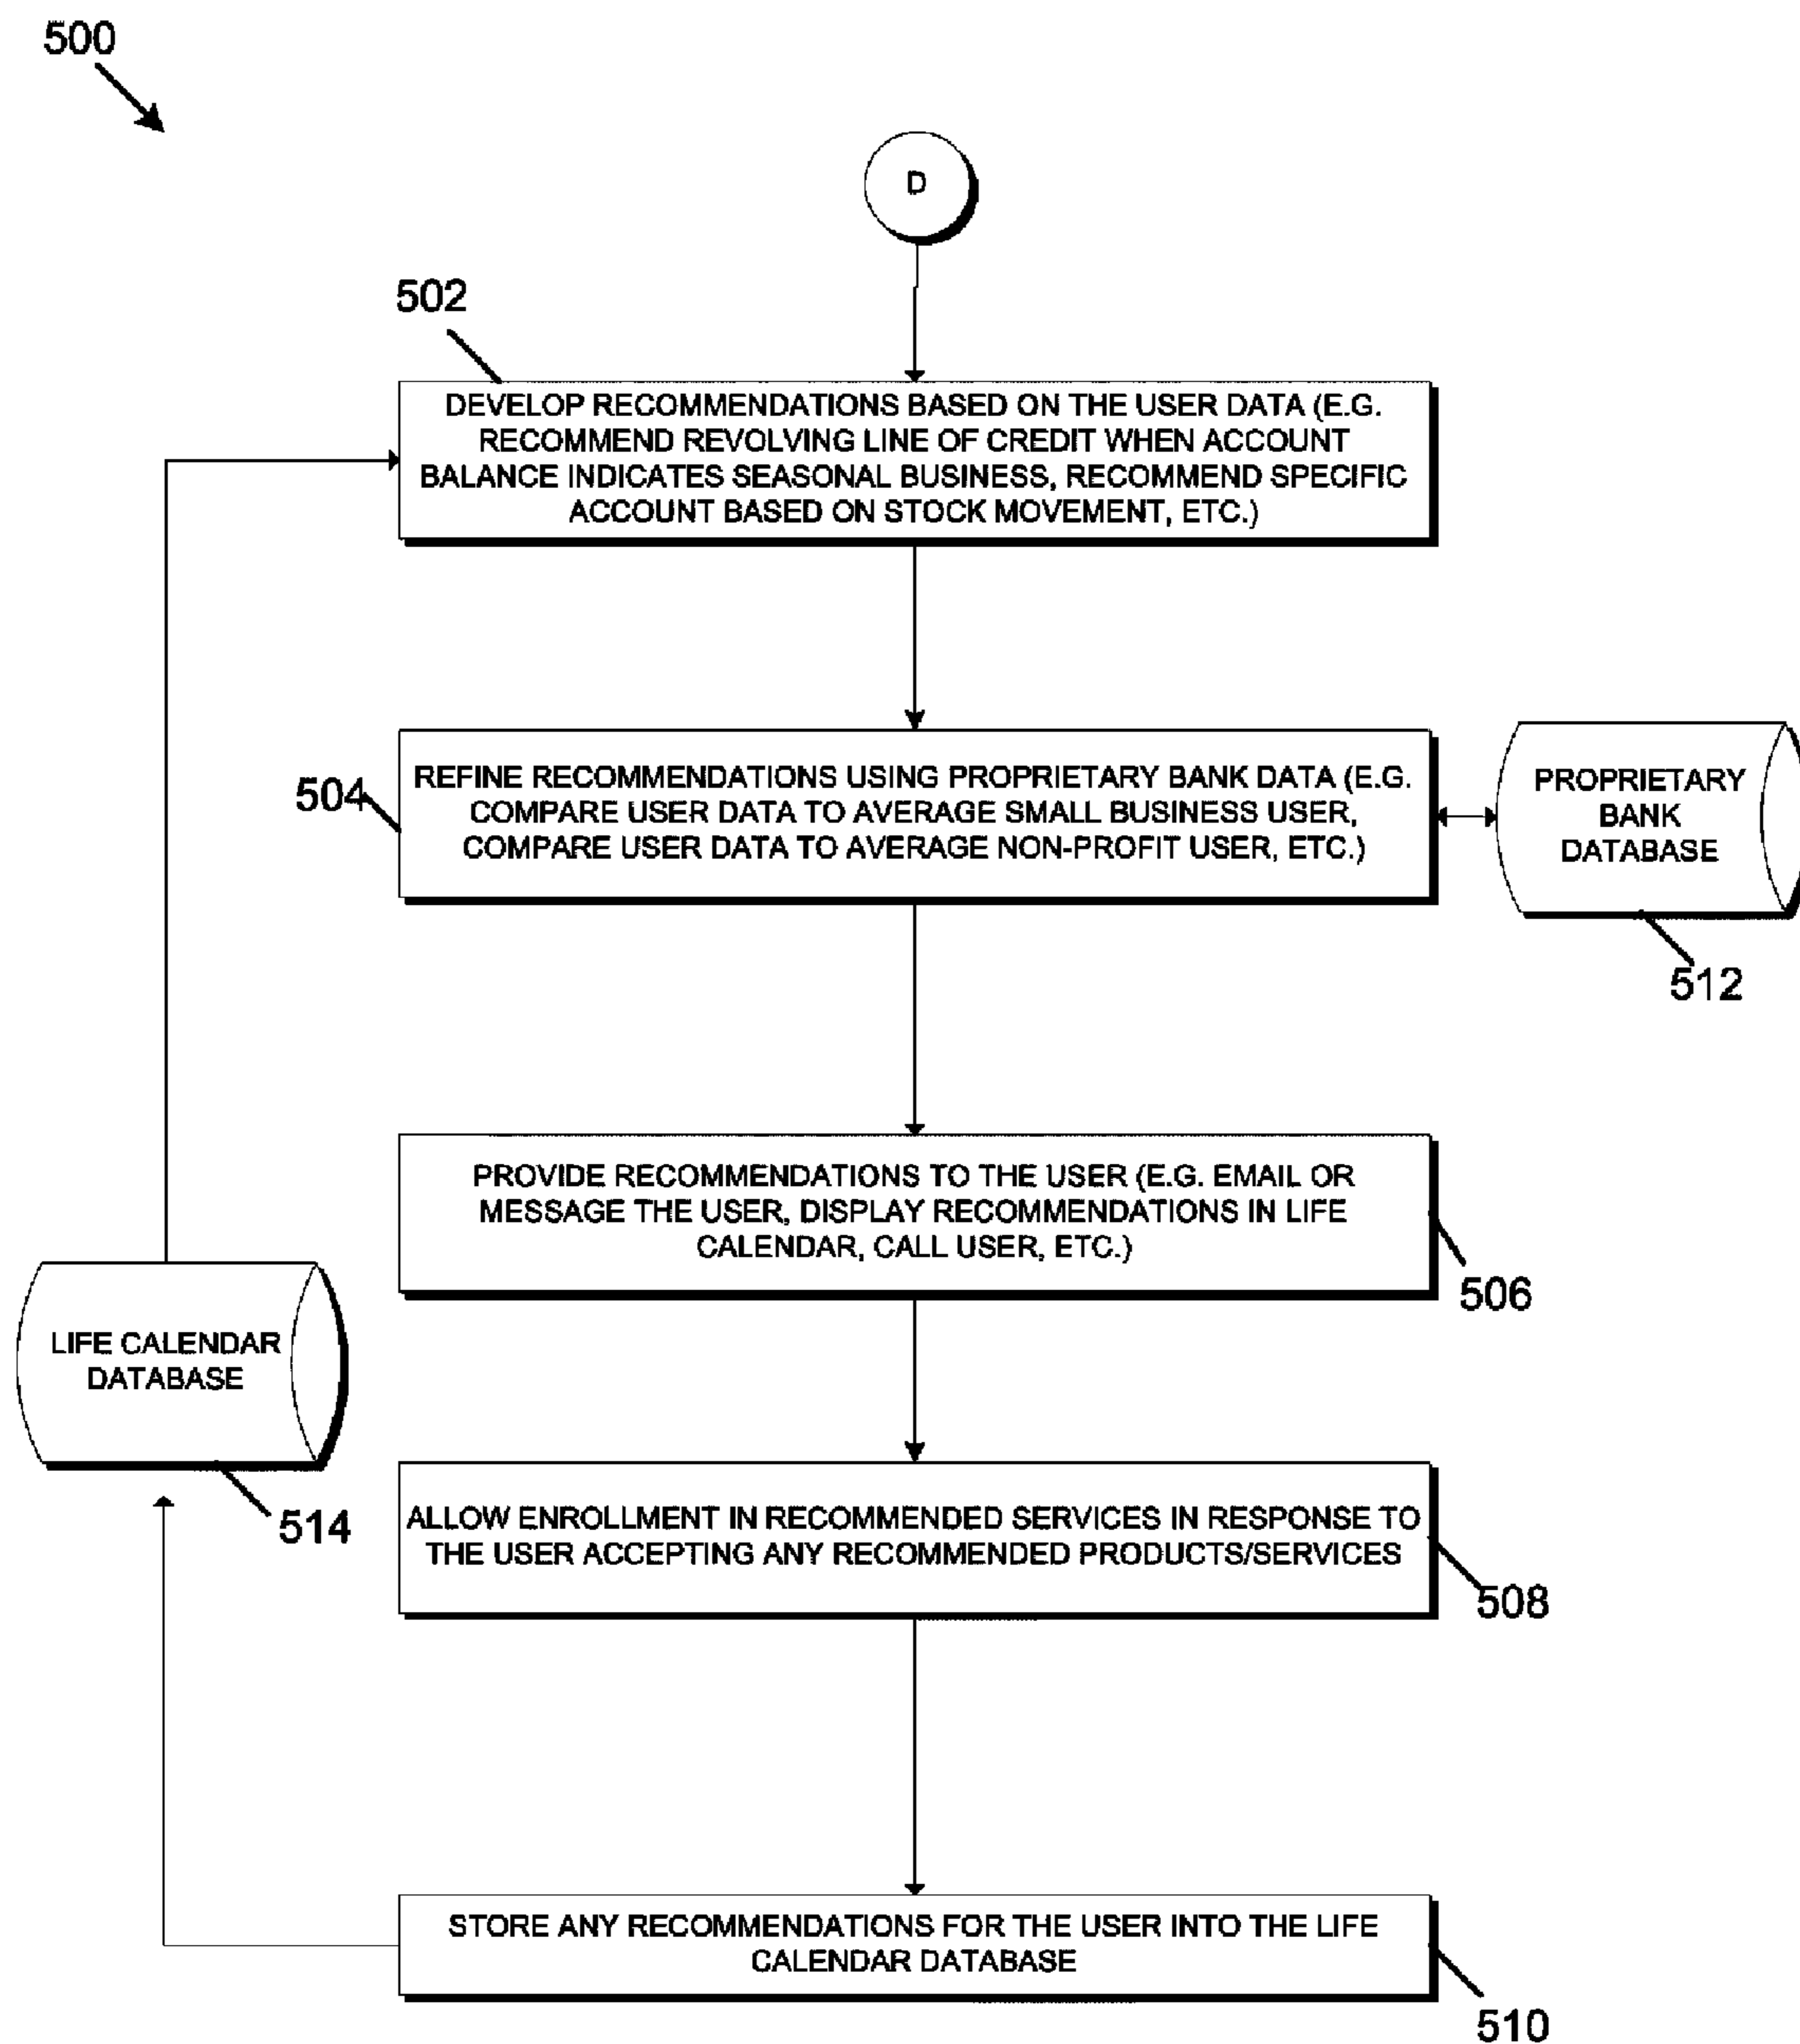 500
D
502
DEVELOP RECOMMENDATIONS BASED ON THE USER DATA (E.G.
RECOMMEND REVOLVING LINE OF CREDIT WHEN ACCOUNT
BALANCE INDICATES SEASONAL BUSINESS, RECOMMEND SPECIFIC
ACCOUNT BASED ON STOCK MOVEMENT, ETC.)
504
REFINE RECOMMENDATIONS USING PROPRIETARY BANK DATA (E.G.
COMPARE USER DATA TO AVERAGE SMALL BUSINESS USER,
COMPARE USER DATA TO AVERAGE NON-PROFIT USER, ETC.)
PROPRIETARY
BANK
DATABASE
512
PROVIDE RECOMMENDATIONS TO THE USER (E.G. EMAIL OR
MESSAGE THE USER, DISPLAY RECOMMENDATIONS IN LIFE
CALENDAR, CALL USER, ETC.)
506
LIFE CALENDAR
DATABASE
514
ALLOW ENROLLMENT IN RECOMMENDED SERVICES IN RESPONSE TO
THE USER ACCEPTING ANY RECOMMENDED PRODUCTS/SERVICES
508
STORE ANY RECOMMENDATIONS FOR THE USER INTO THE LIFE
CALENDAR DATABASE
510